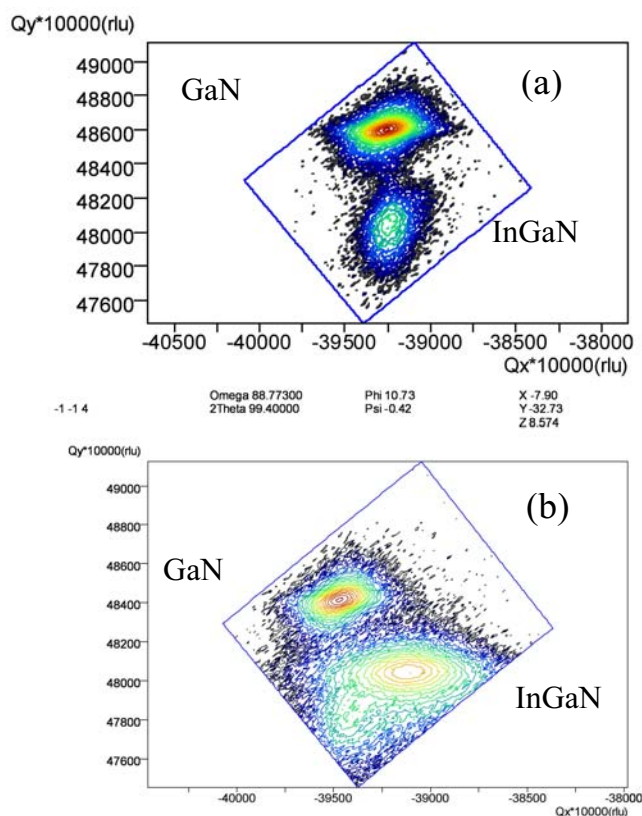 Qy*10000(rlu)
49000
48800
48600
48400
48200
48000
47800
47600
GaN
(a)
InGaN
-40500 -40000 -39500 -39000 -38500 -38000
Qx*10000(rlu)
-1 -1 4
Omega 88.77300 Phi 10.73 X -7.90
2Theta 99.40000 Psi -0.42 Y -32.73
Z 8.574
Qy*10000(rlu)
49000
48800
48600
48400
48200
48000
47800
47600
(b)
GaN
InGaN
-40000 -39500 -39000 -38500 -38000
Qx*10000(rlu)